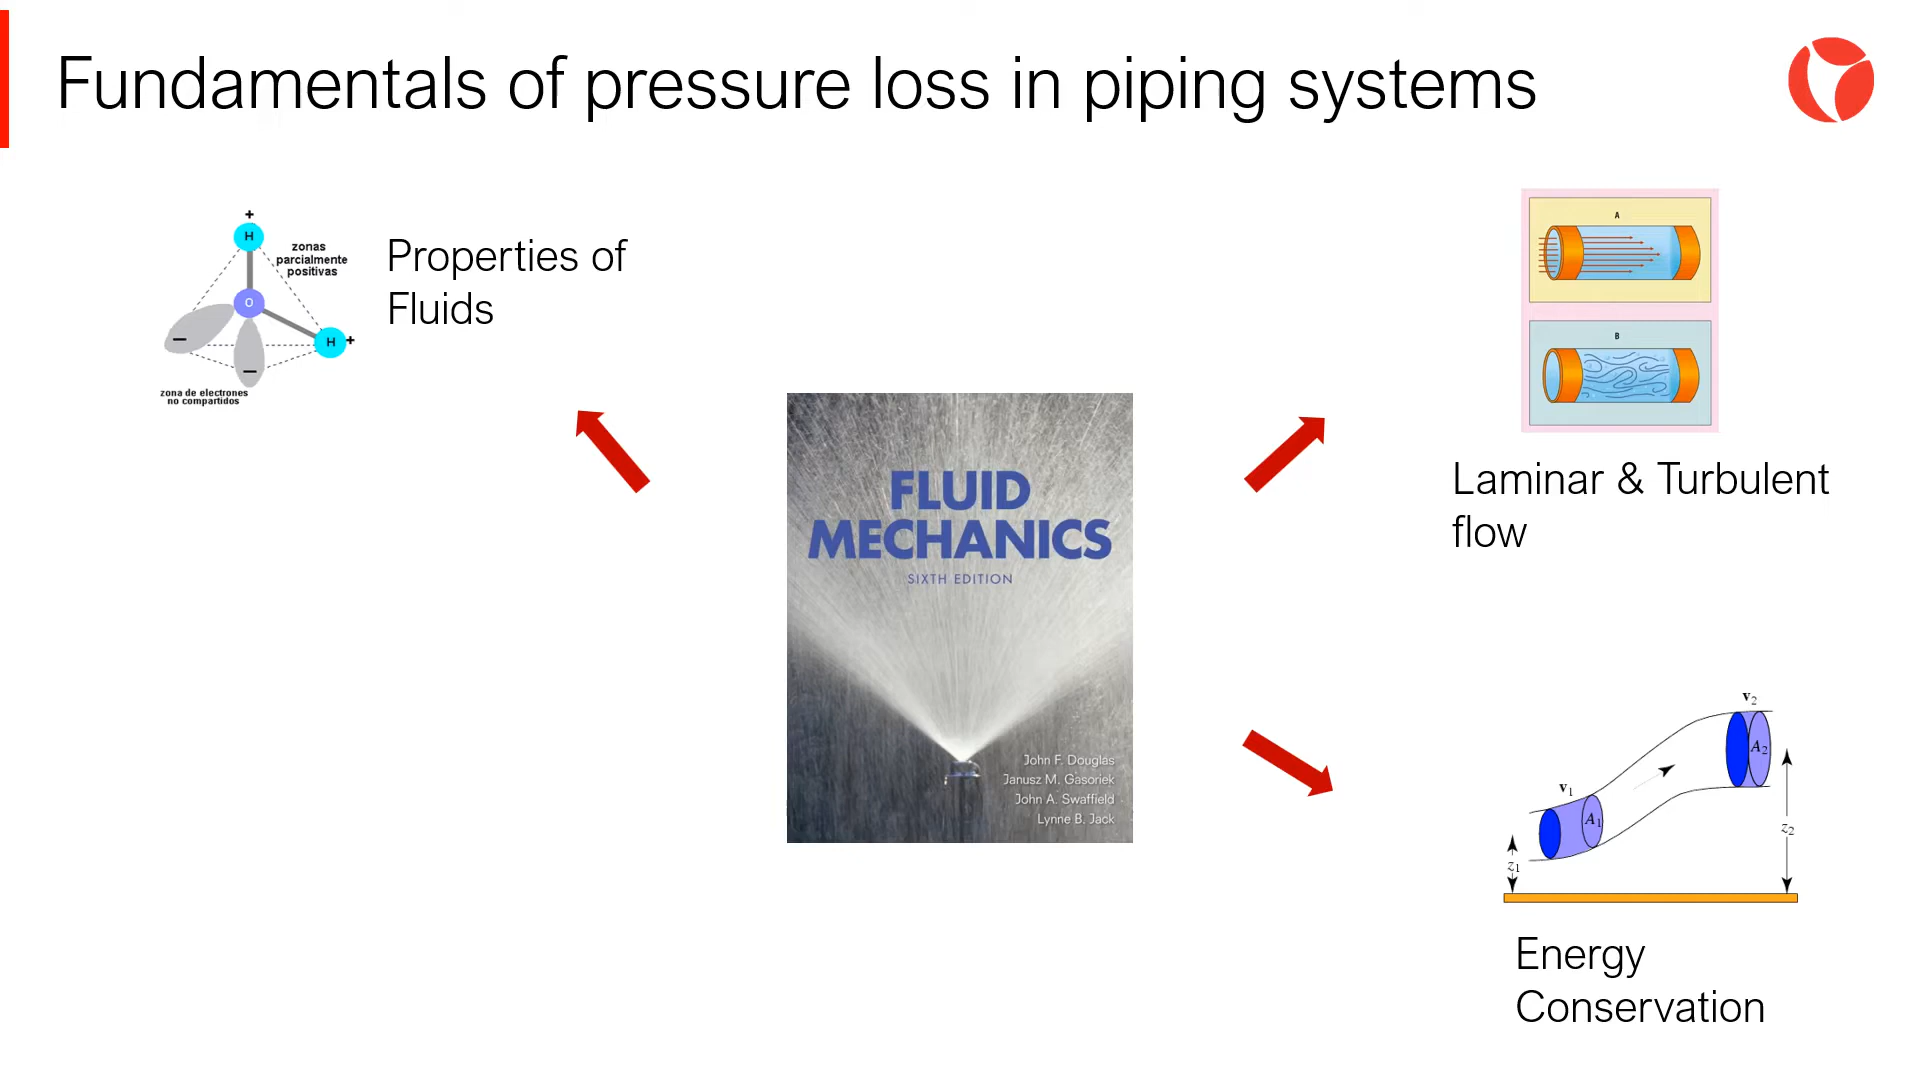 Fundamentals of pressure loss in piping systems
+
H
zonas
parcialmente
positivas
O
H +
−
−
zona de electrones
no compartidos
Properties of
Fluids
A
B
Laminar & Turbulent
flow
FLUID
MECHANICS
SIXTH EDITION
John F. Douglas
Janusz M. Gasoriek
John A. Swaffield
Lynne B. Jack
v2
A2
v1
A1
z2
z1
Energy
Conservation